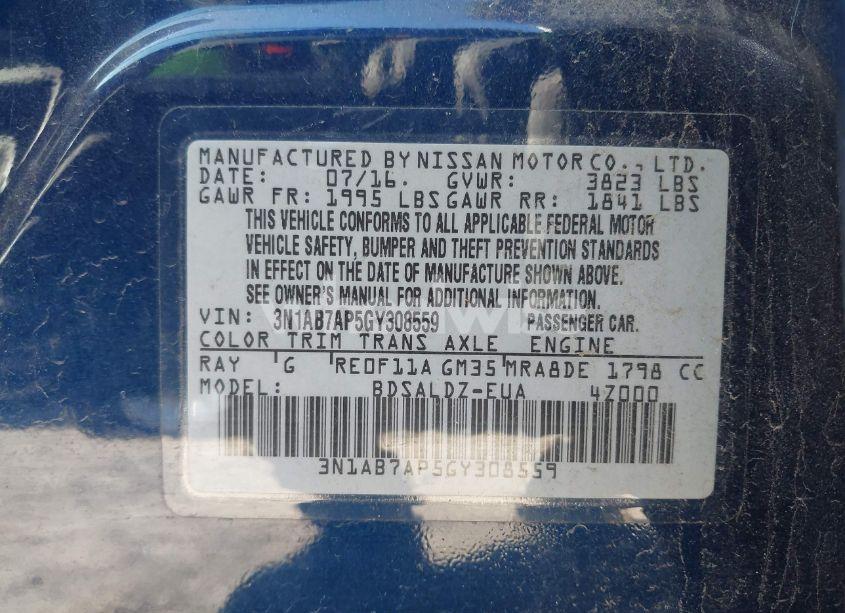 MANUFACTURED BY NISSAN MOTOR CO., LTD.
DATE: 07/16. GVWR: 3823 LBS
GAWR FR: 1995 LBS GAWR RR: 1841 LBS
THIS VEHICLE CONFORMS TO ALL APPLICABLE FEDERAL MOTOR
VEHICLE SAFETY, BUMPER AND THEFT PREVENTION STANDARDS
IN EFFECT ON THE DATE OF MANUFACTURE SHOWN ABOVE.
SEE OWNER'S MANUAL FOR ADDITIONAL INFORMATION.
VIN: 3N1AB7AP5GY308559 PASSENGER CAR.
COLOR TRIM TRANS AXLE ENGINE
RAY G RE0F11A GM35 MRA8DE 1798 CC
MODEL: BDSALDZ-EUA 4Z000
3N1AB7AP5GY308559